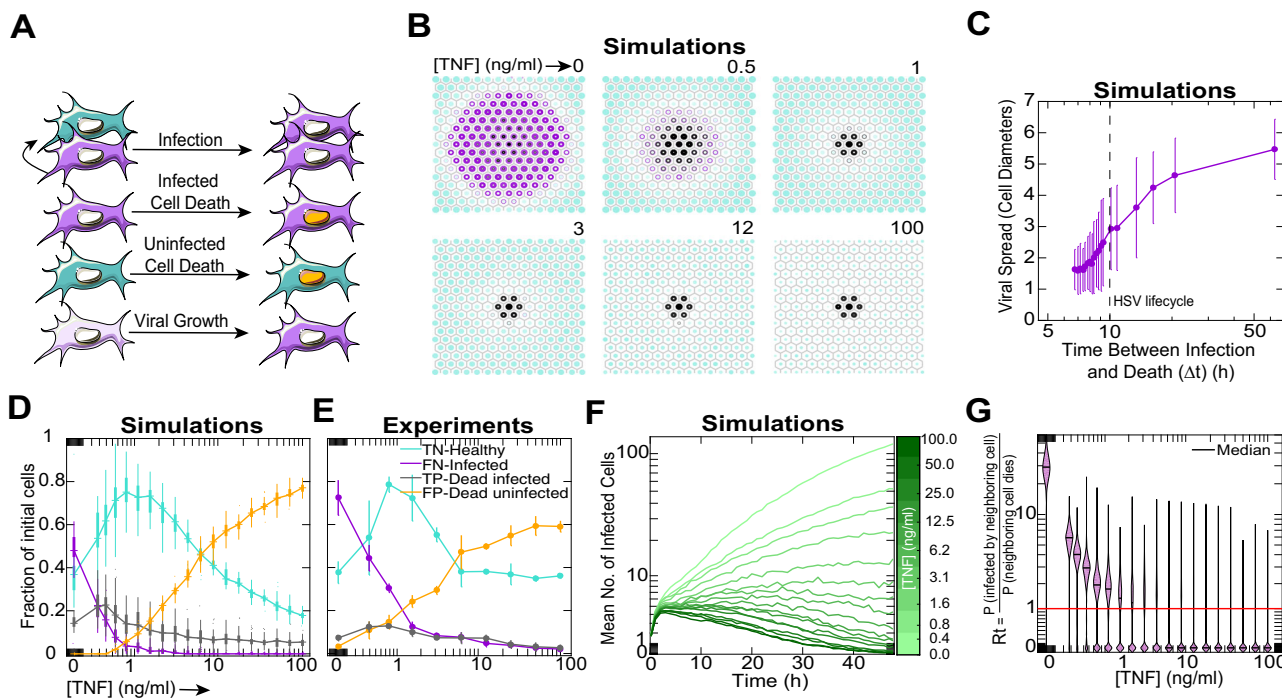 A
Infection
Infected
Cell Death
Uninfected
Cell Death
Viral Growth
B
Simulations
[TNF] (ng/ml)
0
0.5
1
3
12
100
C
Simulations
Viral Spread (Cell Diameters)
7
6
5
4
3
2
1
0
HSV lifecycle
5
10
50
Time Between Infection
and Death (Δt) (h)
D
Simulations
Fraction of initial cells
1
0.8
0.6
0.4
0.2
0
0
1
10
100
[TNF] (ng/ml)
E
Experiments
TN-Healthy
FN-Infected
TP-Dead infected
FP-Dead uninfected
0
1
10
100
F
Simulations
Mean No. of Infected Cells
100
10
1
0
10
20
30
40
Time (h)
100.0
50.0
25.0
12.5
6.2
3.1
1.6
0.8
0.4
0.0
[TNF] (ng/ml)
G
Median
Rt = P (infected by neighboring cell)
P (neighboring cell dies)
10
1
0
0
1
10
100
[TNF] ng/ml